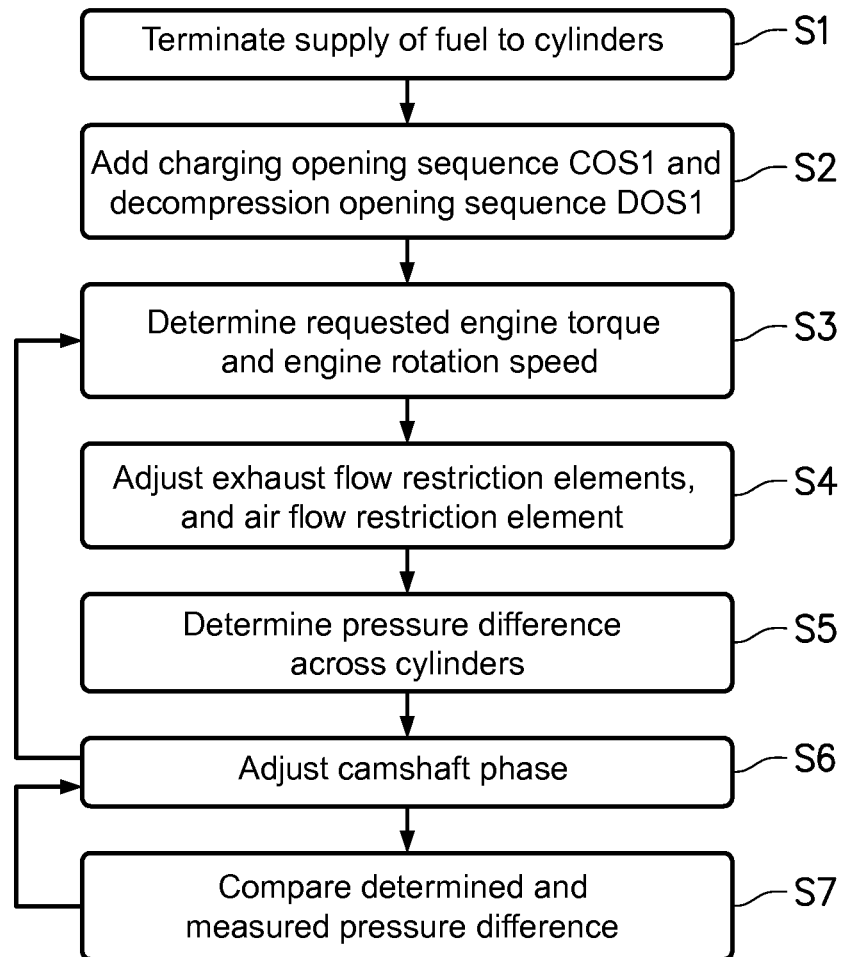 Terminate supply of fuel to cylinders
S1
Add charging opening sequence COS1 and
decompression opening sequence DOS1
S2
Determine requested engine torque
and engine rotation speed
S3
Adjust exhaust flow restriction elements,
and air flow restriction element
S4
Determine pressure difference
across cylinders
S5
Adjust camshaft phase
S6
Compare determined and
measured pressure difference
S7